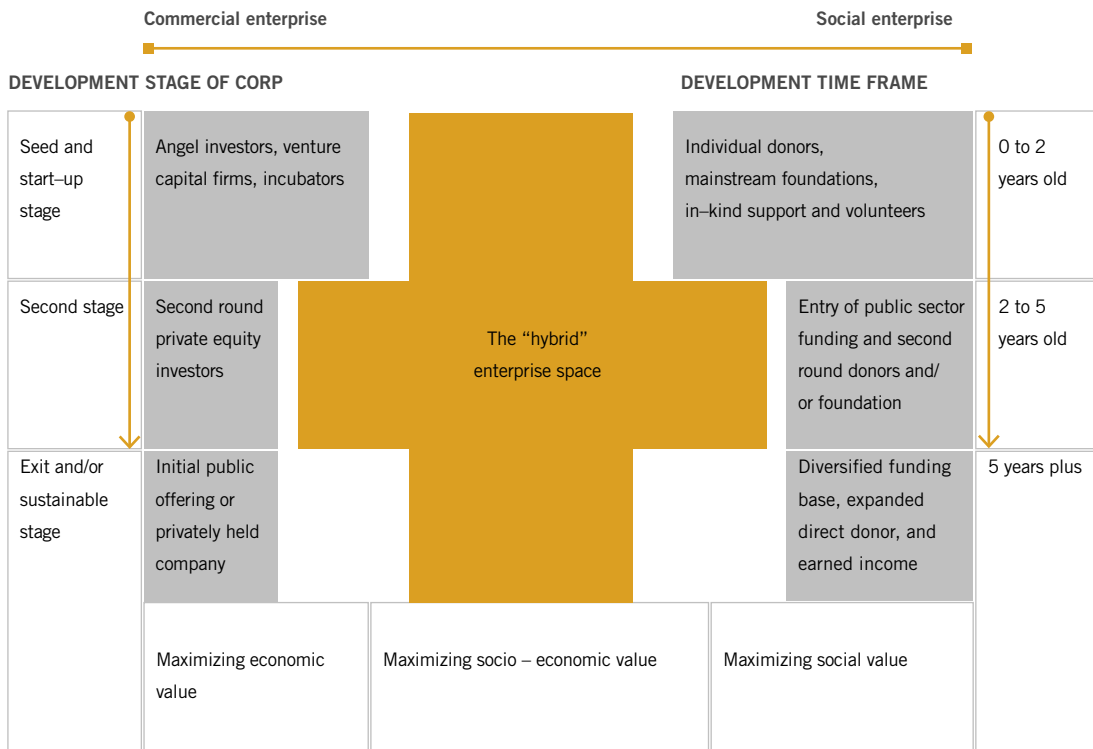 Commercial enterprise
Social enterprise
DEVELOPMENT STAGE OF CORP
DEVELOPMENT TIME FRAME
Seed and
start–up
stage
Angel investors, venture
capital firms, incubators
Individual donors,
mainstream foundations,
in–kind support and volunteers
0 to 2
years old
Second stage
Second round
private equity
investors
The “hybrid”
enterprise space
Entry of public sector
funding and second
round donors and/
or foundation
2 to 5
years old
Exit and/or
sustainable
stage
Initial public
offering or
privately held
company
Diversified funding
base, expanded
direct donor, and
earned income
5 years plus
Maximizing economic
value
Maximizing socio – economic value
Maximizing social value